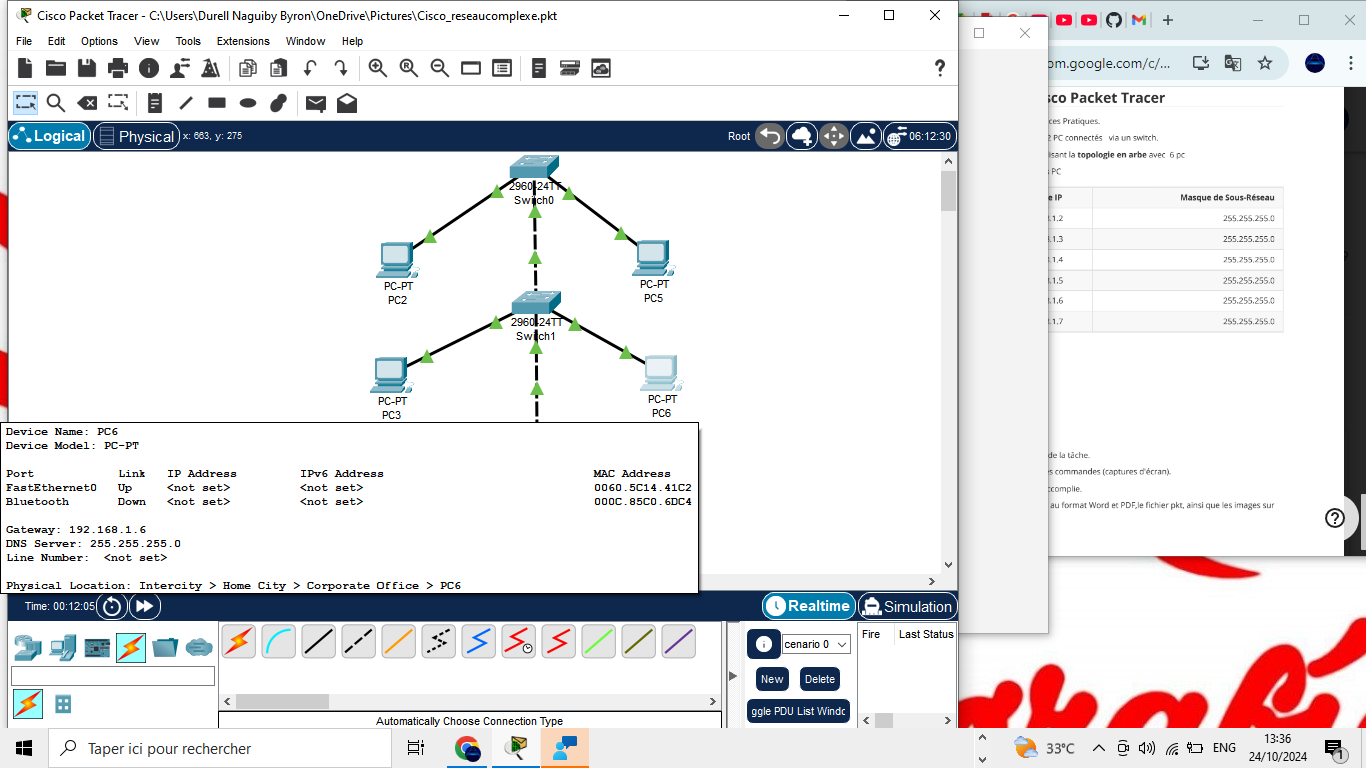 Cisco Packet Tracer - C:\Users\Durell Naguiby Byron\OneDrive\Pictures\Cisco_reseaucomplexe.pkt
File Edit Options View Tools Extensions Window Help
Logical Physical x: 663, y: 275 Root 06:12:30
2960-24TT
Switch0
PC-PT
PC2
PC-PT
PC5
2960-24TT
Switch1
PC-PT
PC3
PC-PT
PC6
Device Name: PC6
Device Model: PC-PT
Port Link IP Address IPv6 Address MAC Address
FastEthernet0 Up <not set> <not set> 0060.5C14.41C2
Bluetooth Down <not set> <not set> 000C.85C0.6DC4
Gateway: 192.168.1.6
DNS Server: 255.255.255.0
Line Number: <not set>
Physical Location: Intercity > Home City > Corporate Office > PC6
Time: 00:12:05 Realtime Simulation
cenario 0 Fire Last Status
New Delete
ggle PDU List Windo
Automatically Choose Connection Type
om.google.com/c/...
sco Packet Tracer
ces Pratiques.
2 PC connectés via un switch.
isant la topologie en arbe avec 6 pc
PC
e IP Masque de Sous-Réseau
.1.2 255.255.255.0
.1.3 255.255.255.0
.1.4 255.255.255.0
.1.5 255.255.255.0
.1.6 255.255.255.0
.1.7 255.255.255.0
de la tâche.
es commandes (captures d'écran).
ccomplie.
au format Word et PDF,le fichier pkt, ainsi que les images sur
Taper ici pour rechercher
33°C ENG 13:36
24/10/2024 1